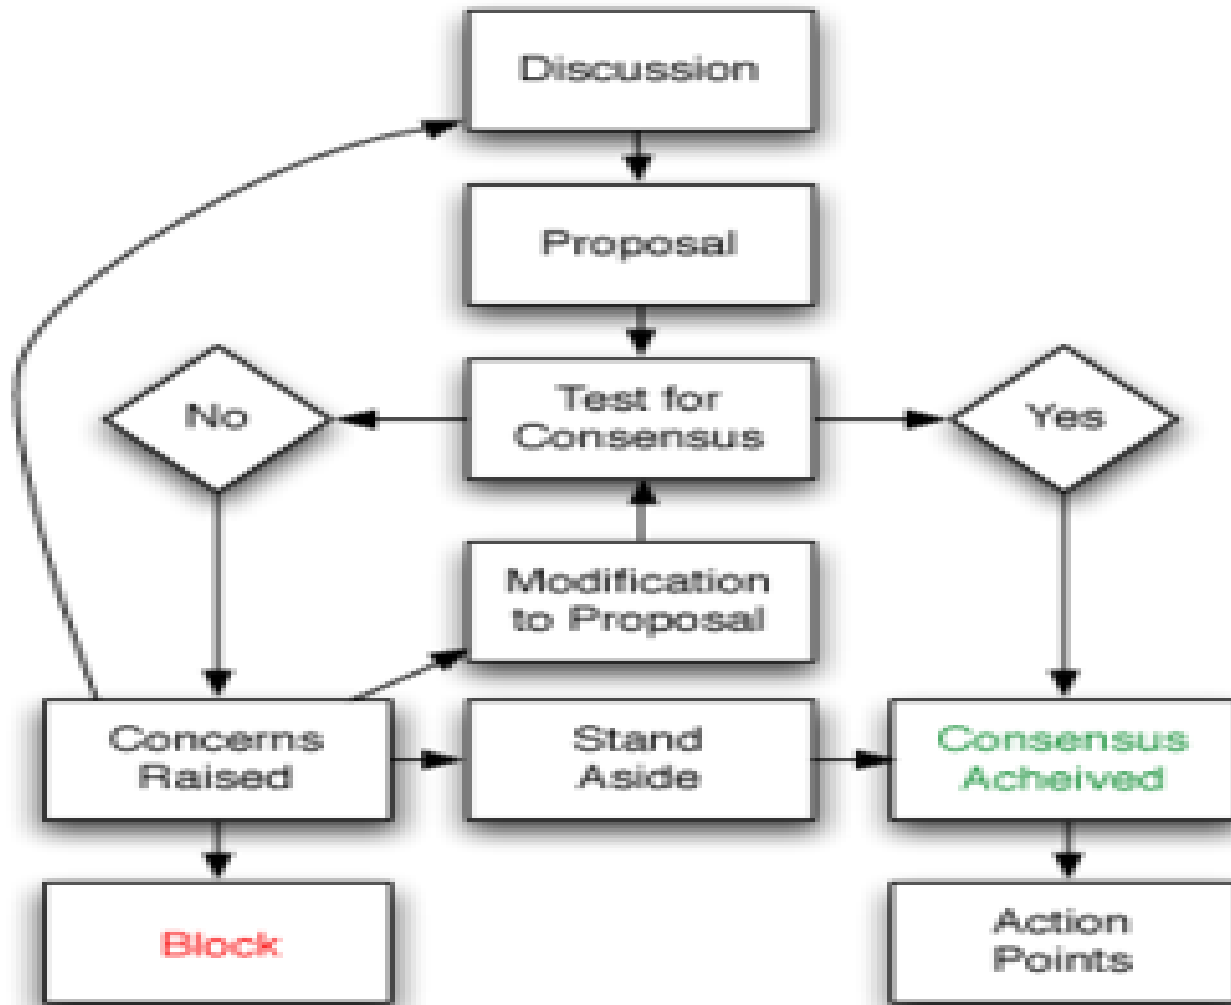 Discussion
Proposal
No
Test for
Consensus
Yes
Modification
to Proposal
Concerns
Raised
Stand
Aside
Consensus
Acheived
Block
Action
Points